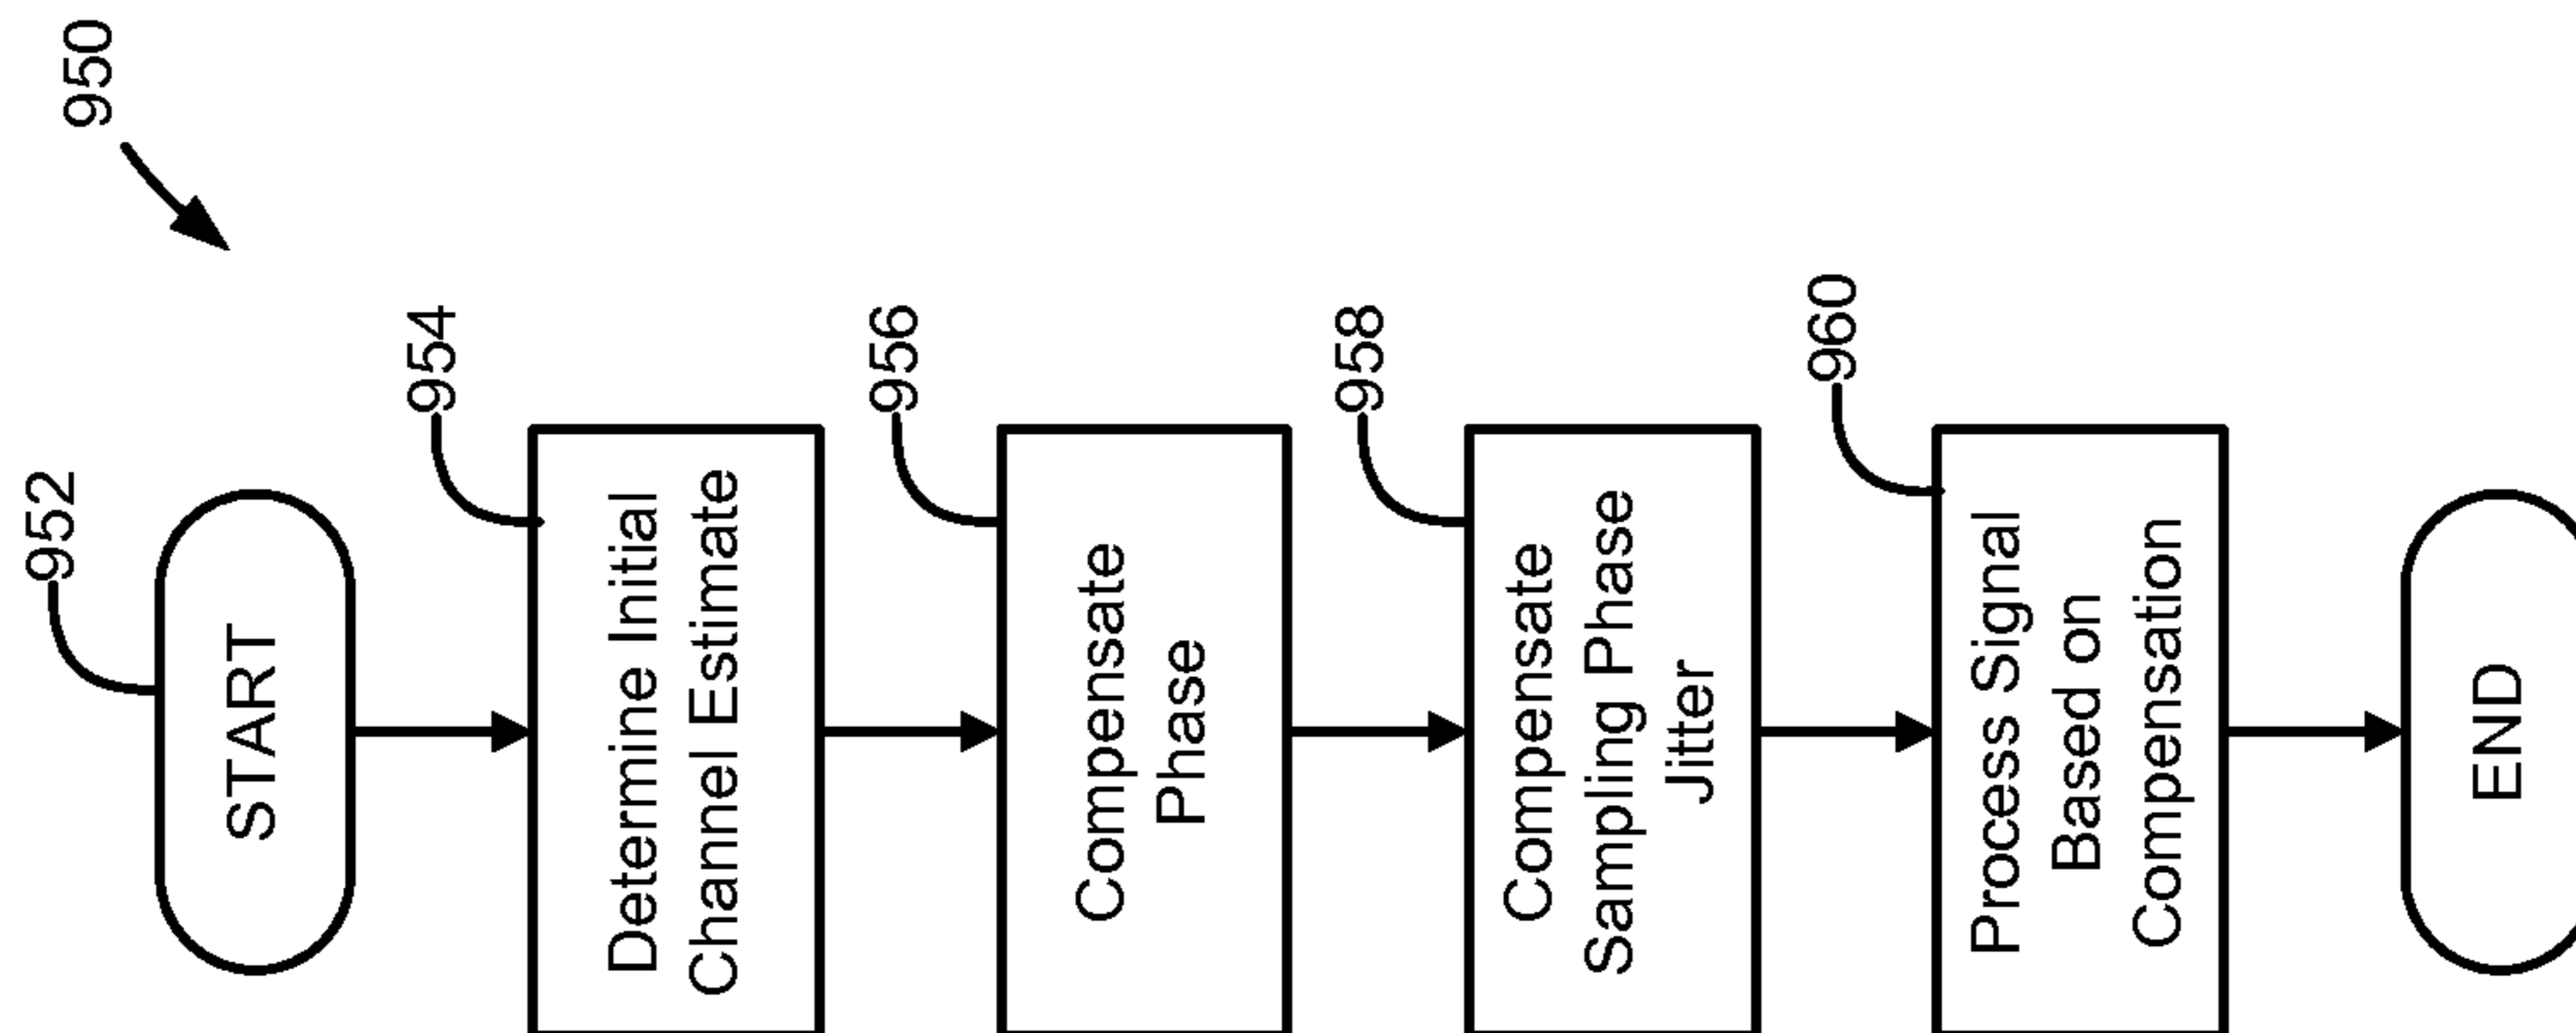 950
952
START
954
Determine Initial
Channel Estimate
956
Compensate
Phase
958
Compensate
Sampling Phase
Jitter
960
Process Signal
Based on
Compensation
END